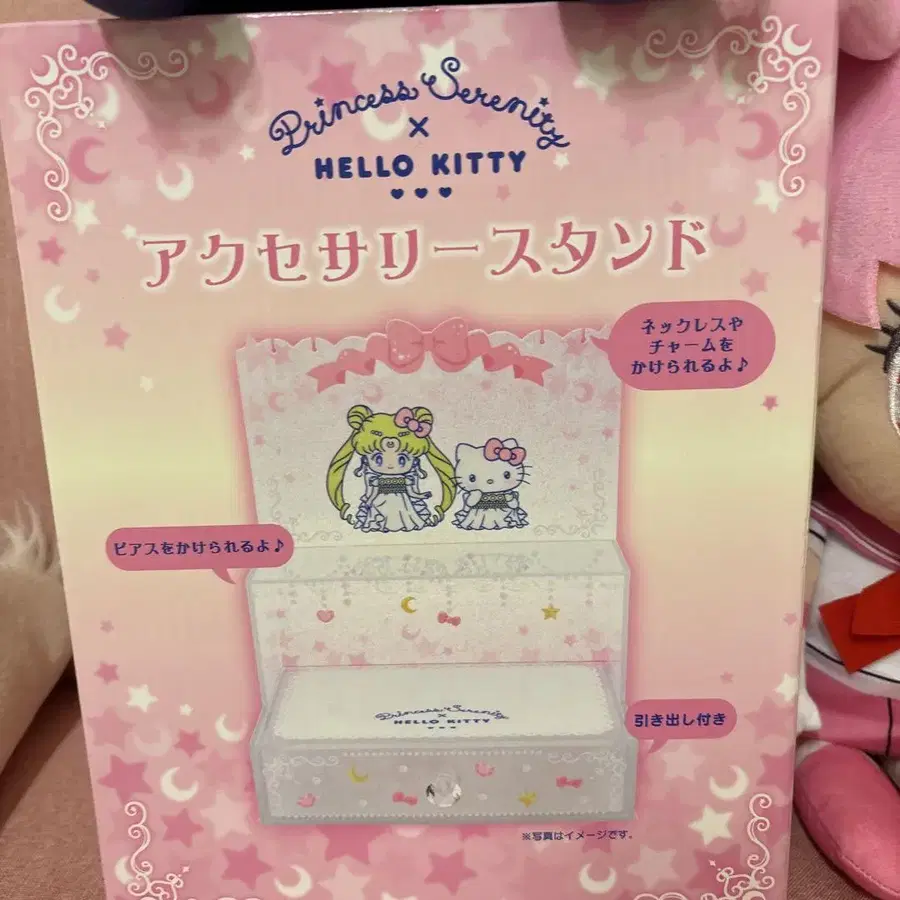 Princess Serenity
×
HELLO KITTY
アクセサリースタンド
ネックレスや
チャームを
かけられるよ♪
ピアスをかけられるよ♪
Princess Serenity
×
HELLO KITTY
引き出し付き
※写真はイメージです。